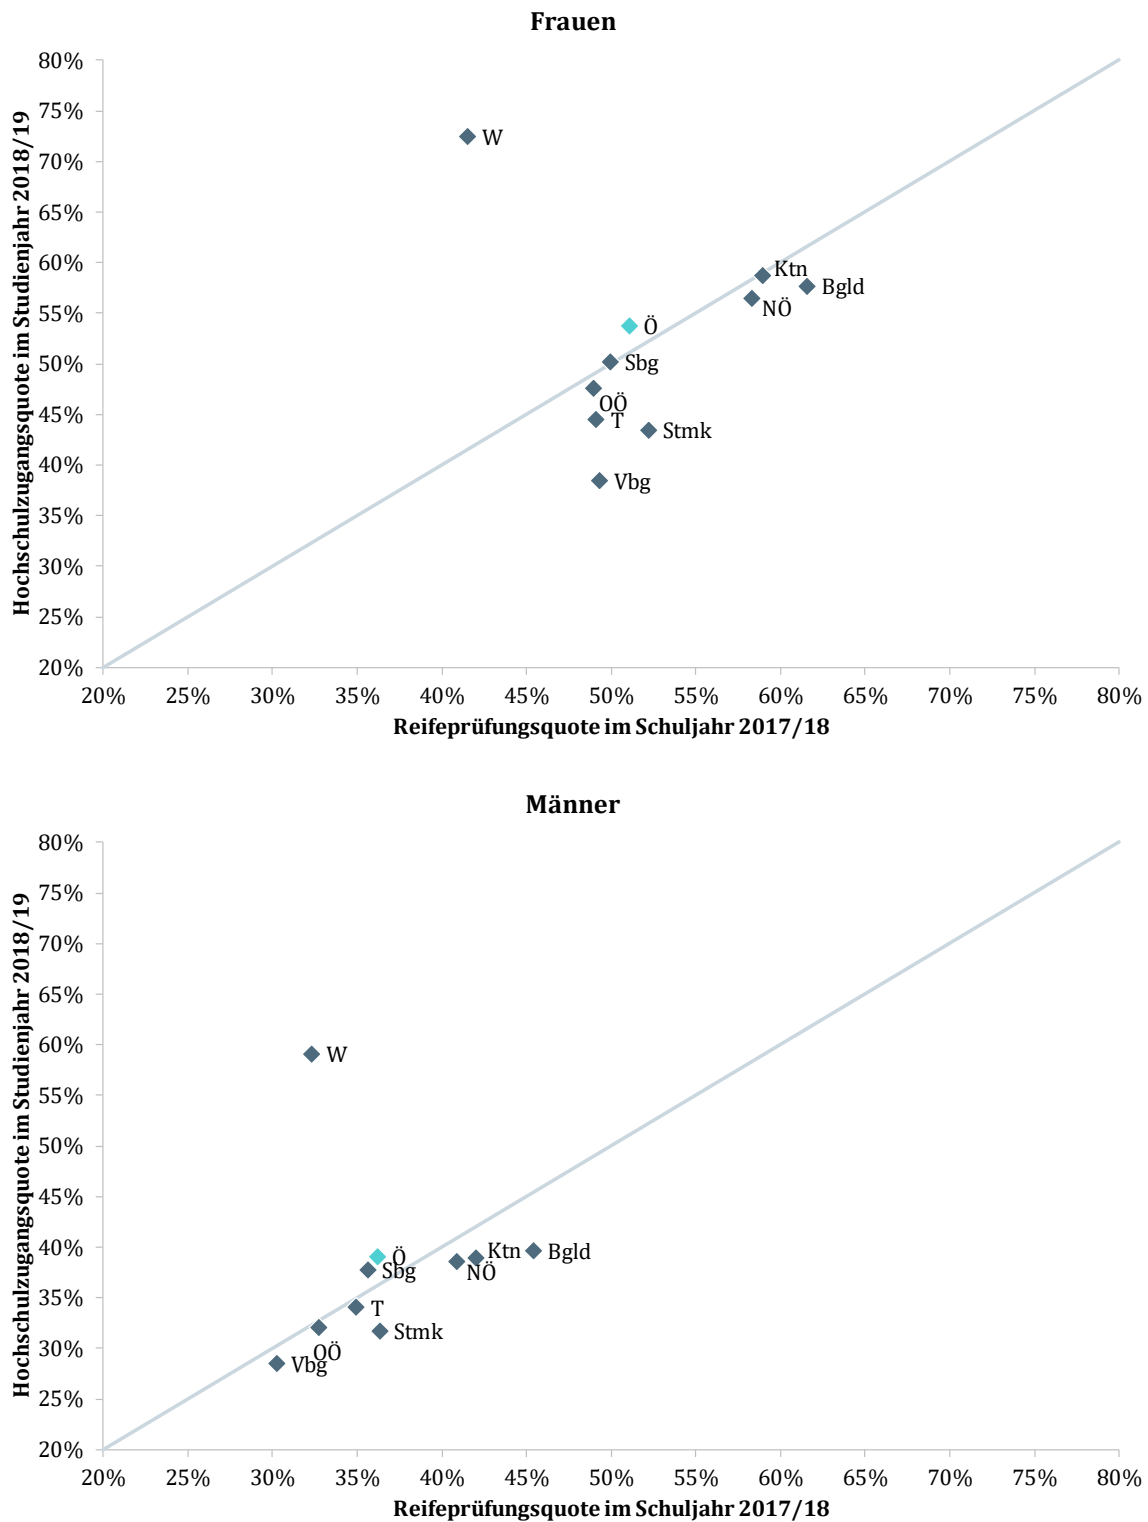 Frauen
Hochschulzugangsquote im Studienjahr 2018/19
80%
75%
70%
65%
60%
55%
50%
45%
40%
35%
30%
25%
20%
W
Ktn
Bgld
NÖ
Ö
Sbg
OÖ
T
Stmk
Vbg
20% 25% 30% 35% 40% 45% 50% 55% 60% 65% 70% 75% 80%
Reifeprüfungsquote im Schuljahr 2017/18
Männer
Hochschulzugangsquote im Studienjahr 2018/19
80%
75%
70%
65%
60%
55%
50%
45%
40%
35%
30%
25%
20%
W
Ö
Ktn
Bgld
Sbg
NÖ
T
Stmk
OÖ
Vbg
20% 25% 30% 35% 40% 45% 50% 55% 60% 65% 70% 75% 80%
Reifeprüfungsquote im Schuljahr 2017/18